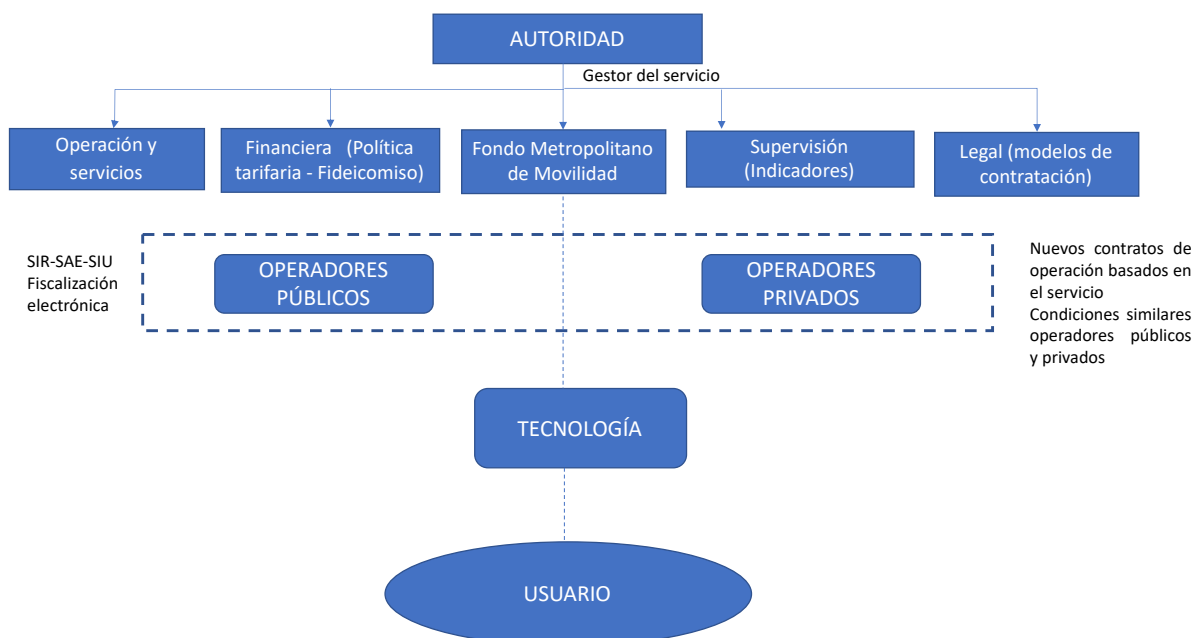 AUTORIDAD
Gestor del servicio
Operación y
servicios
Financiera (Política
tarifaria - Fideicomiso)
Fondo Metropolitano
de Movilidad
Supervisión
(Indicadores)
Legal (modelos de
contratación)
SIR-SAE-SIU
Fiscalización
electrónica
OPERADORES
PÚBLICOS
OPERADORES
PRIVADOS
Nuevos contratos de
operación basados en
el servicio
Condiciones similares
operadores públicos
y privados
TECNOLOGÍA
USUARIO